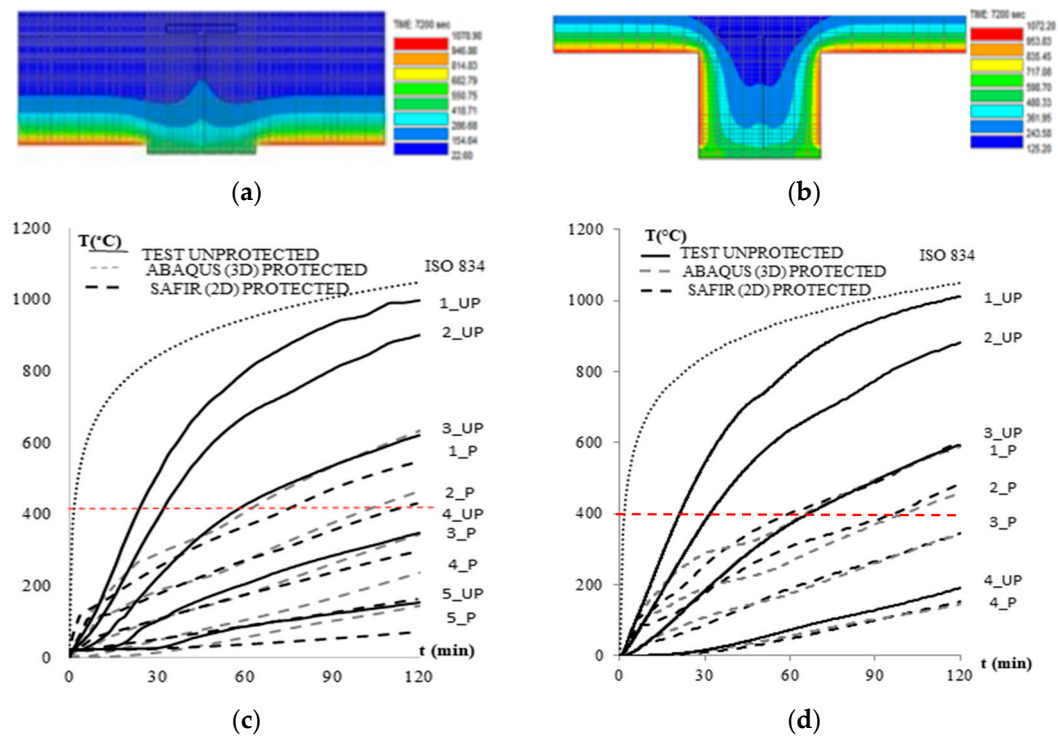 TIME: 7200 sec
1078.98
946.86
814.83
682.79
550.75
418.71
286.68
154.64
22.60
(a)
TIME: 7200 sec
1072.20
953.83
835.45
717.08
598.70
480.33
361.95
243.58
125.20
(b)
T(°C)
TEST UNPROTECTED
ABAQUS (3D) PROTECTED
SAFIR (2D) PROTECTED
ISO 834
1_UP
2_UP
3_UP
1_P
2_P
4_UP
3_P
4_P
5_UP
5_P
1200
1000
800
600
400
200
0
0 30 60 90 120
t (min)
(c)
T(°C)
TEST UNPROTECTED
ABAQUS (3D) PROTECTED
SAFIR (2D) PROTECTED
ISO 834
1_UP
2_UP
3_UP
1_P
2_P
3_P
4_UP
4_P
1200
1000
800
600
400
200
0
0 30 60 90 120
t (min)
(d)